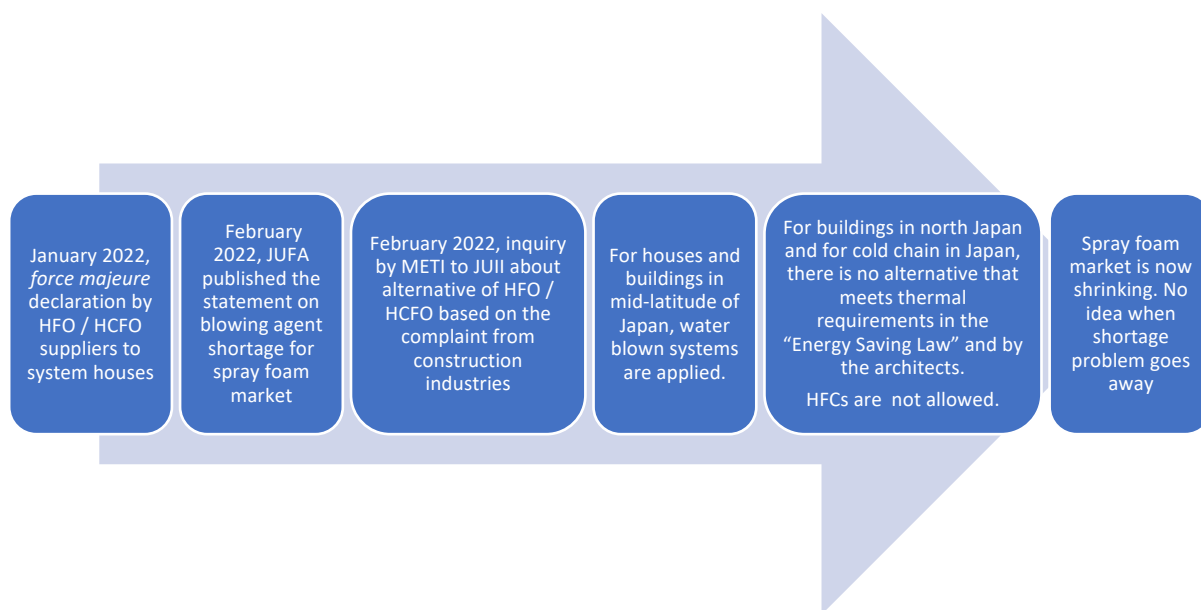 January 2022,
force majeure
declaration by
HFO / HCFO
suppliers to
system houses
February
2022, JUFA
published the
statement on
blowing agent
shortage for
spray foam
market
February 2022, inquiry
by METI to JUII about
alternative of HFO /
HCFO based on the
complaint from
construction
industries
For houses and
buildings in
mid-latitude of
Japan, water
blown systems
are applied.
For buildings in north Japan
and for cold chain in Japan,
there is no alternative that
meets thermal
requirements in the
“Energy Saving Law” and by
the architects.
HFCs are  not allowed.
Spray foam
market is now
shrinking. No
idea when
shortage
problem goes
away